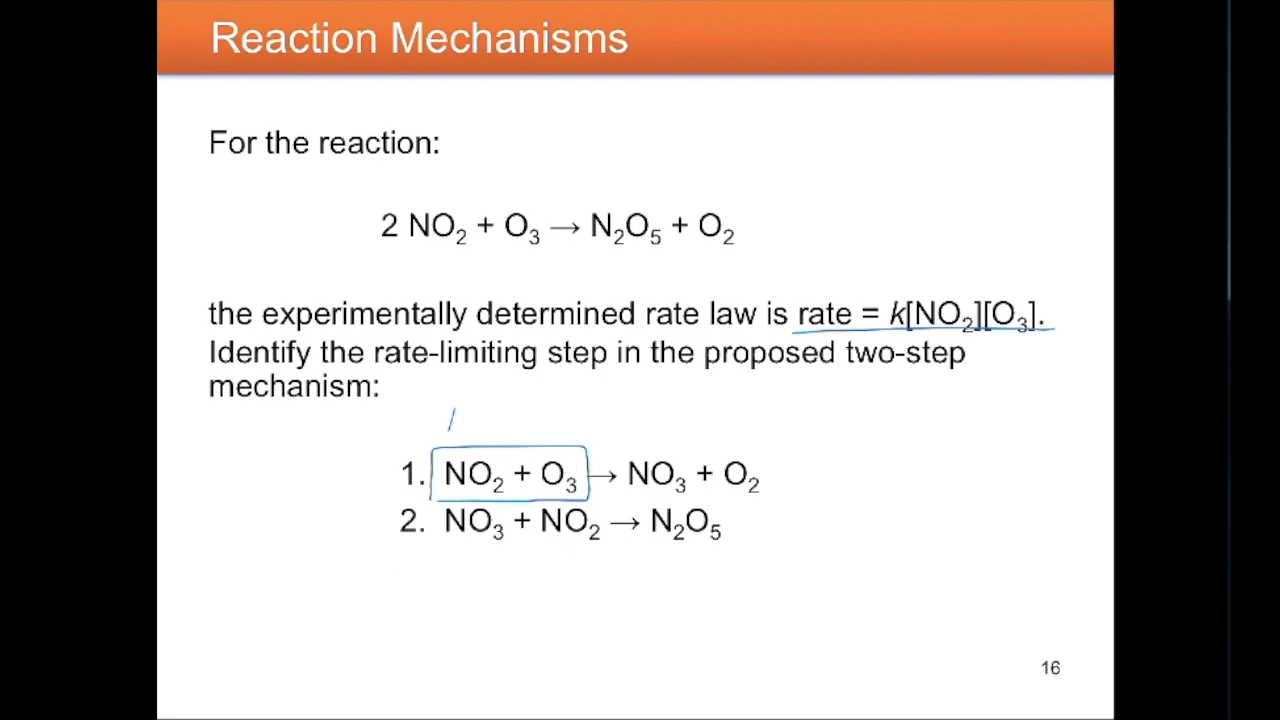 Reaction Mechanisms
For the reaction:
2 NO₂ + O₃ → N₂O₅ + O₂
the experimentally determined rate law is rate = k[NO₂][O₃].
Identify the rate-limiting step in the proposed two-step
mechanism:
1. NO₂ + O₃ → NO₃ + O₂
2. NO₃ + NO₂ → N₂O₅
16